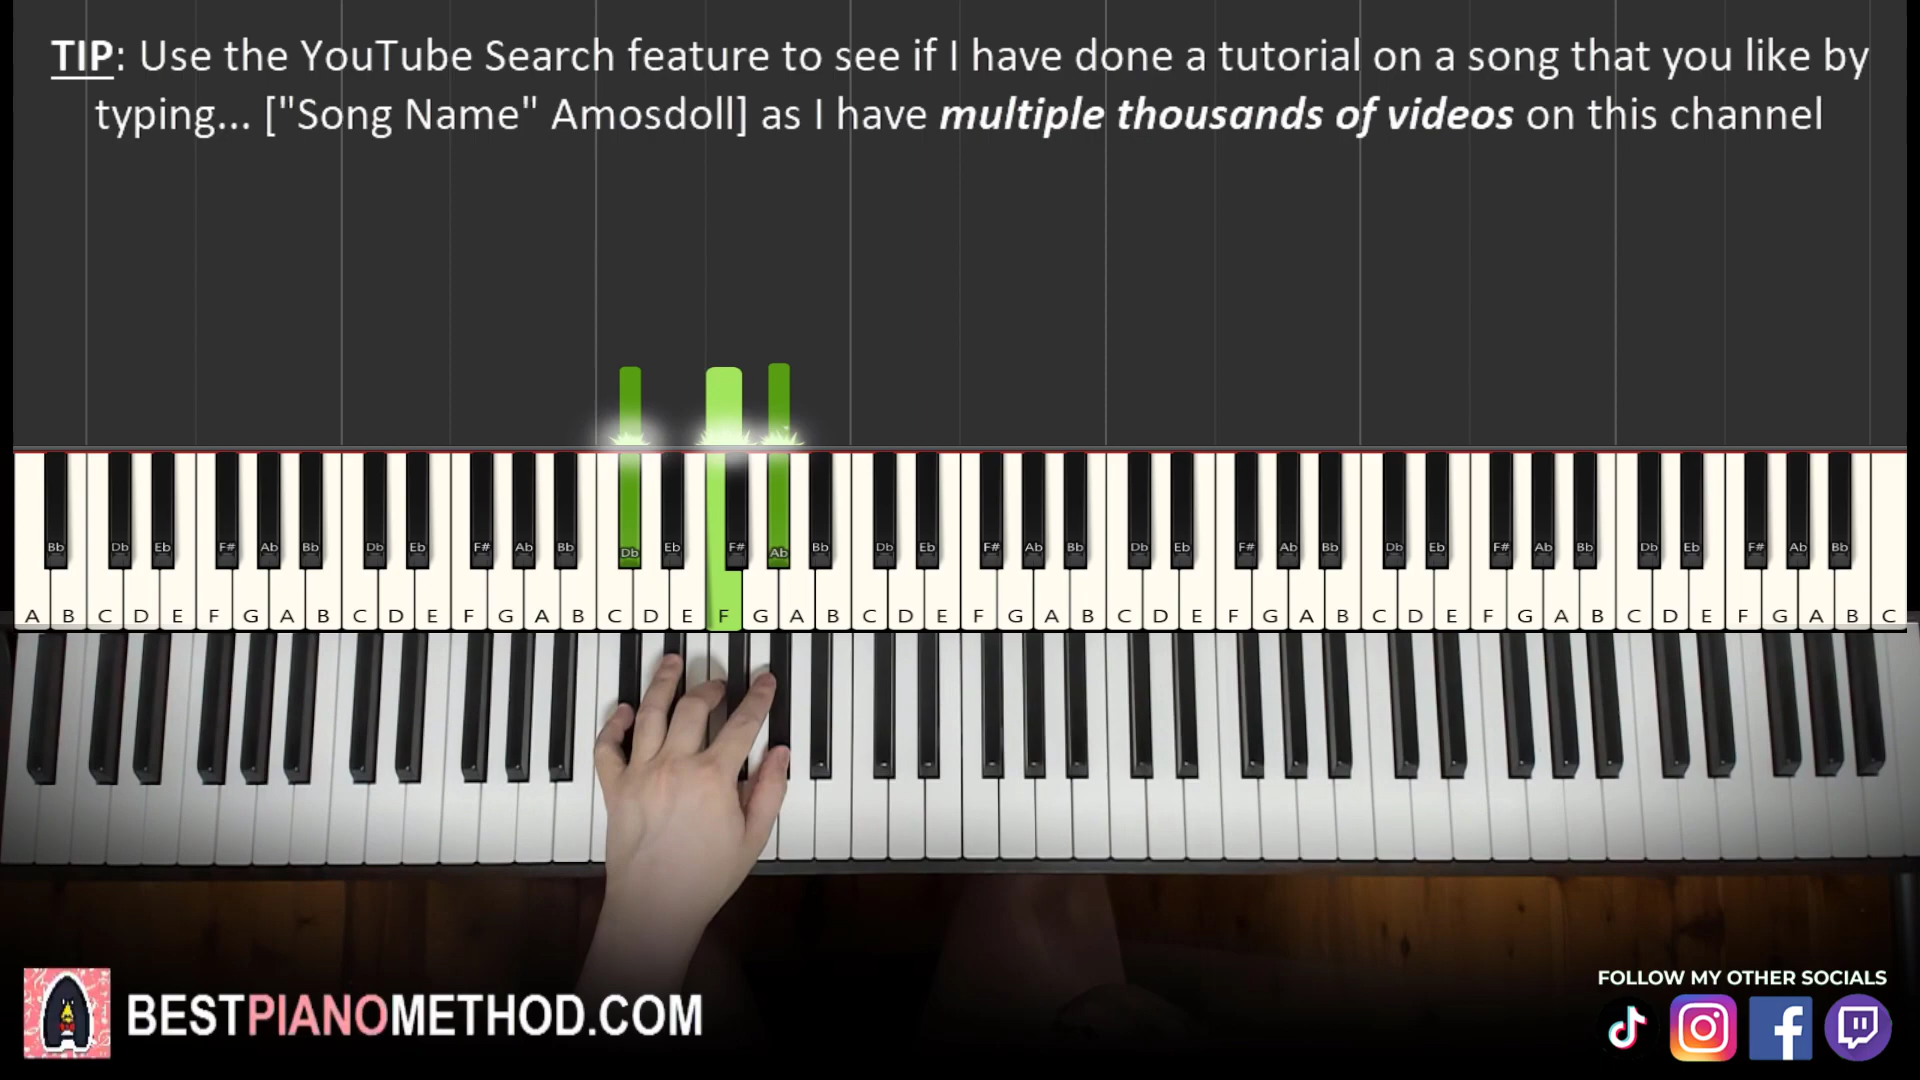 TIP: Use the YouTube Search feature to see if I have done a tutorial on a song that you like by
typing... ["Song Name" Amosdoll] as I have multiple thousands of videos on this channel
Bb Db Eb F# Ab Bb Db Eb F# Ab Bb Db Eb F# Ab Bb Db Eb F# Ab Bb Db Eb F# Ab Bb Db Eb F# Ab Bb Db Eb F# Ab Bb
A B C D E F G A B C D E F G A B C D E F G A B C D E F G A B C D E F G A B C D E F G A B C D E F G A B C
FOLLOW MY OTHER SOCIALS
BESTPIANOMETHOD.COM